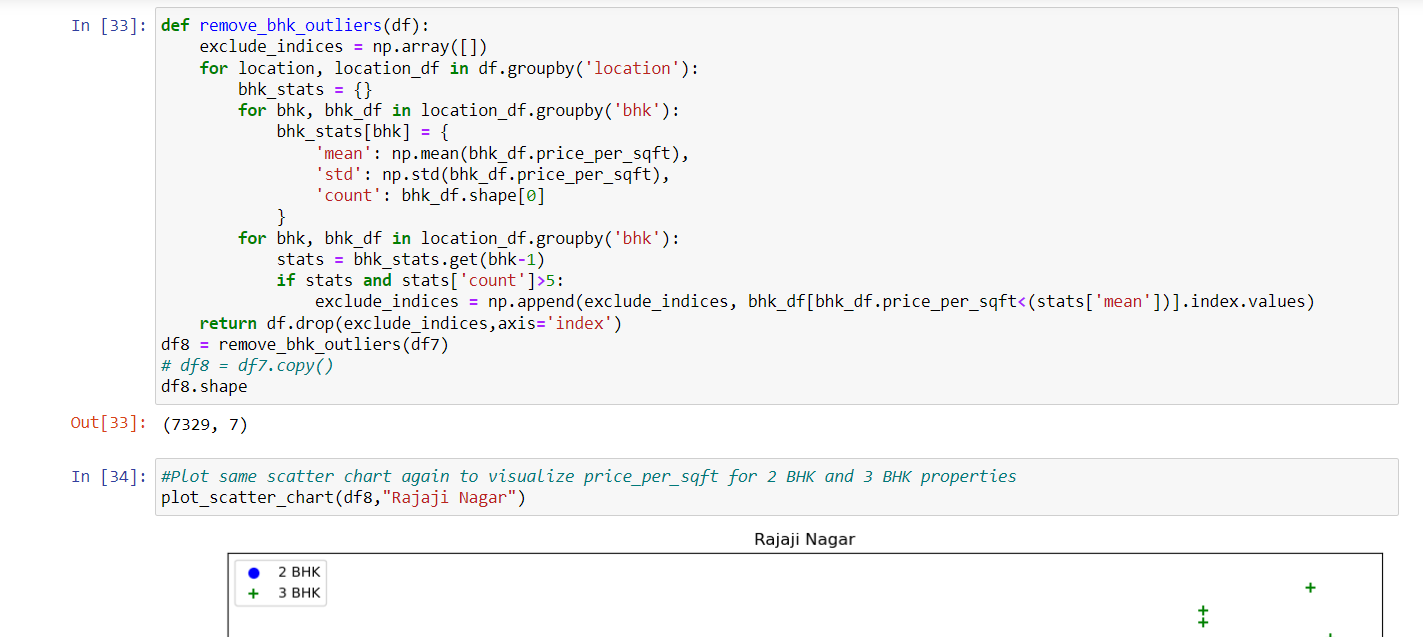 In [33]: def remove_bhk_outliers(df):
    exclude_indices = np.array([])
    for location, location_df in df.groupby('location'):
        bhk_stats = {}
        for bhk, bhk_df in location_df.groupby('bhk'):
            bhk_stats[bhk] = {
                'mean': np.mean(bhk_df.price_per_sqft),
                'std': np.std(bhk_df.price_per_sqft),
                'count': bhk_df.shape[0]
            }
        for bhk, bhk_df in location_df.groupby('bhk'):
            stats = bhk_stats.get(bhk-1)
            if stats and stats['count']>5:
                exclude_indices = np.append(exclude_indices, bhk_df[bhk_df.price_per_sqft<(stats['mean'])].index.values)
    return df.drop(exclude_indices,axis='index')
df8 = remove_bhk_outliers(df7)
# df8 = df7.copy()
df8.shape
Out[33]: (7329, 7)
In [34]: #Plot same scatter chart again to visualize price_per_sqft for 2 BHK and 3 BHK properties
plot_scatter_chart(df8,"Rajaji Nagar")
Rajaji Nagar
2 BHK
3 BHK